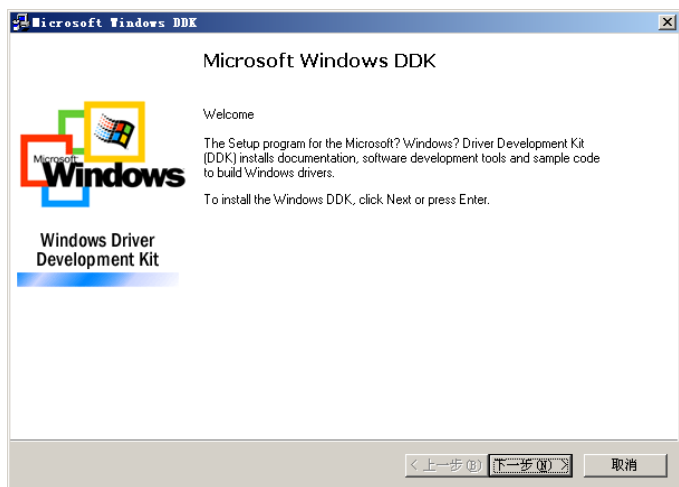 Microsoft Windows DDK
Microsoft Windows DDK
Welcome
The Setup program for the Microsoft? Windows? Driver Development Kit
(DDK) installs documentation, software development tools and sample code
to build Windows drivers.
To install the Windows DDK, click Next or press Enter.
Microsoft
Windows
Windows Driver
Development Kit
< 上一步(B)
下一步(N) >
取消